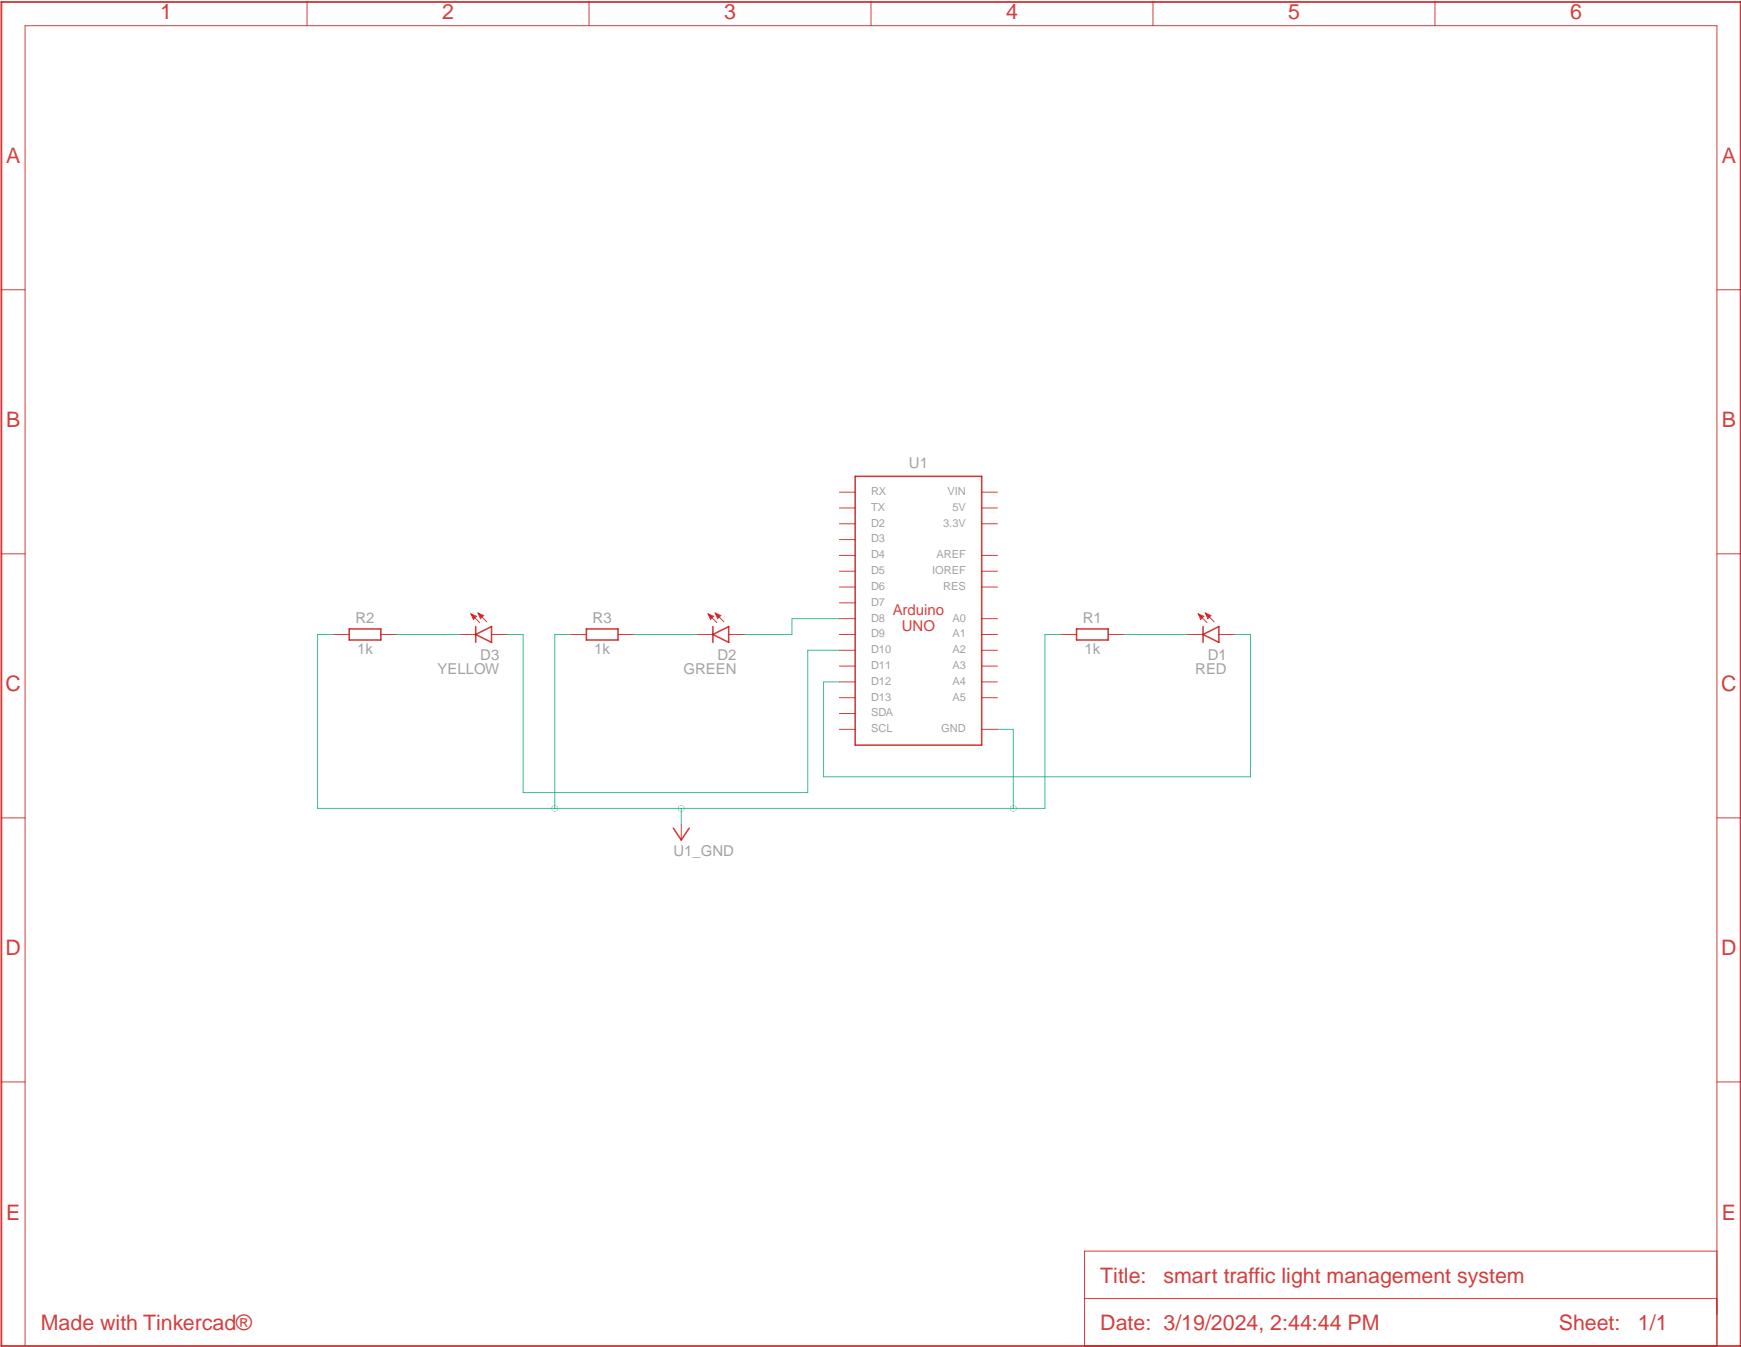 1 2 3 4 5 6
A A
B B
U1
RX VIN
TX 5V
D2 3.3V
D3
D4 AREF
D5 IOREF
D6 RES
D7
Arduino
UNO
D8 A0
D9 A1
D10 A2
D11 A3
D12 A4
D13 A5
SDA
SCL GND
R2
1k
D3
YELLOW
R3
1k
D2
GREEN
R1
1k
D1
RED
C C
U1_GND
D D
E E
Title: smart traffic light management system
Made with Tinkercad®
Date: 3/19/2024, 2:44:44 PM Sheet: 1/1